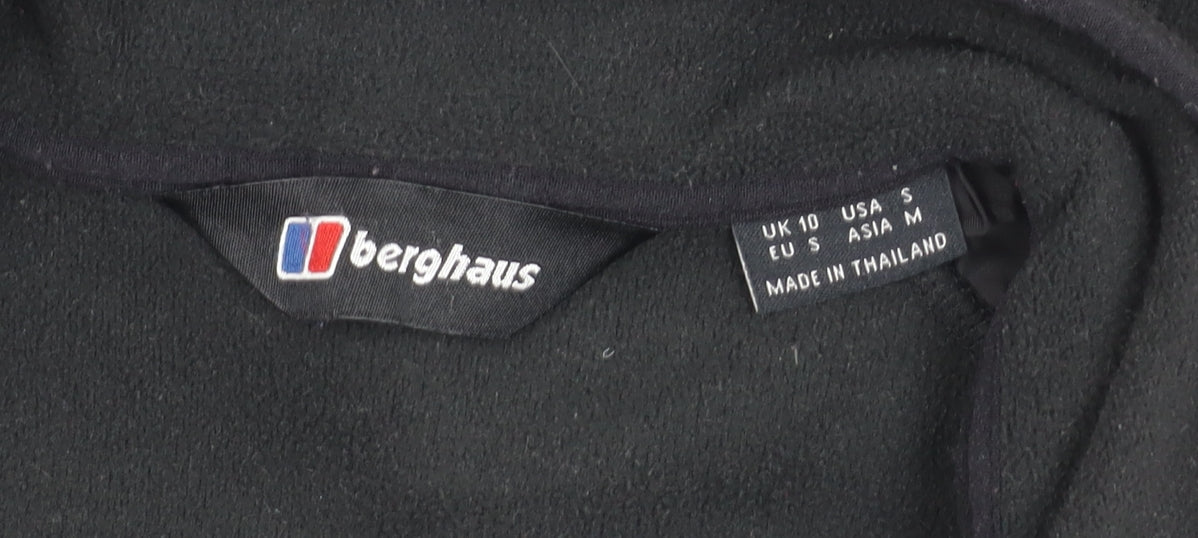 berghaus
UK 10 USA S
EU S ASIA M
MADE IN THAILAND